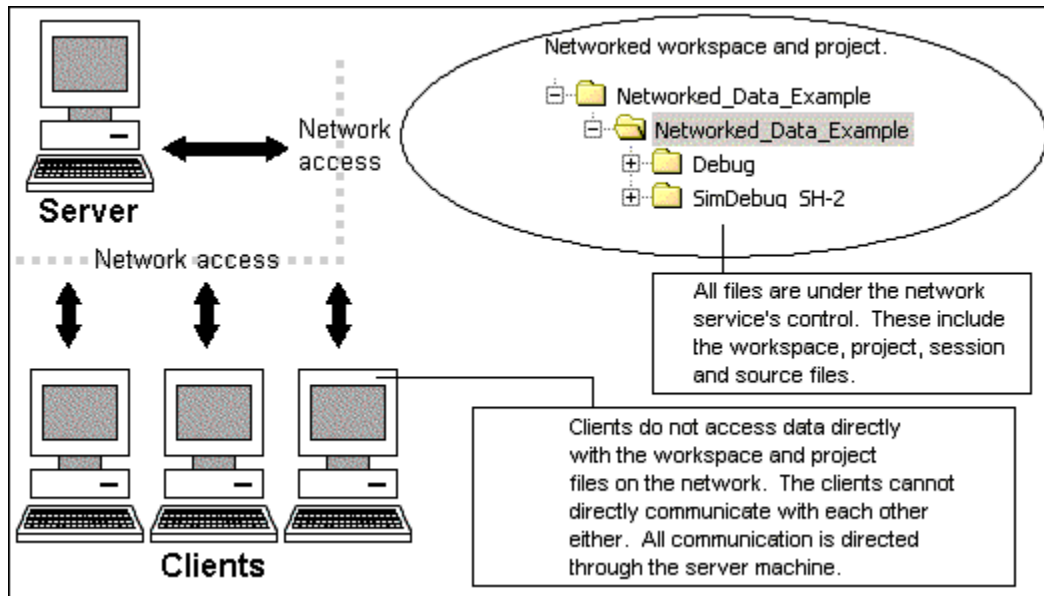 Networked workspace and project.
Networked_Data_Example
Networked_Data_Example
Debug
SimDebug_SH-2
Network
access
Server
Network access
All files are under the network
service's control. These include
the workspace, project, session
and source files.
Clients do not access data directly
with the workspace and project
files on the network. The clients cannot
directly communicate with each other
either. All communication is directed
through the server machine.
Clients